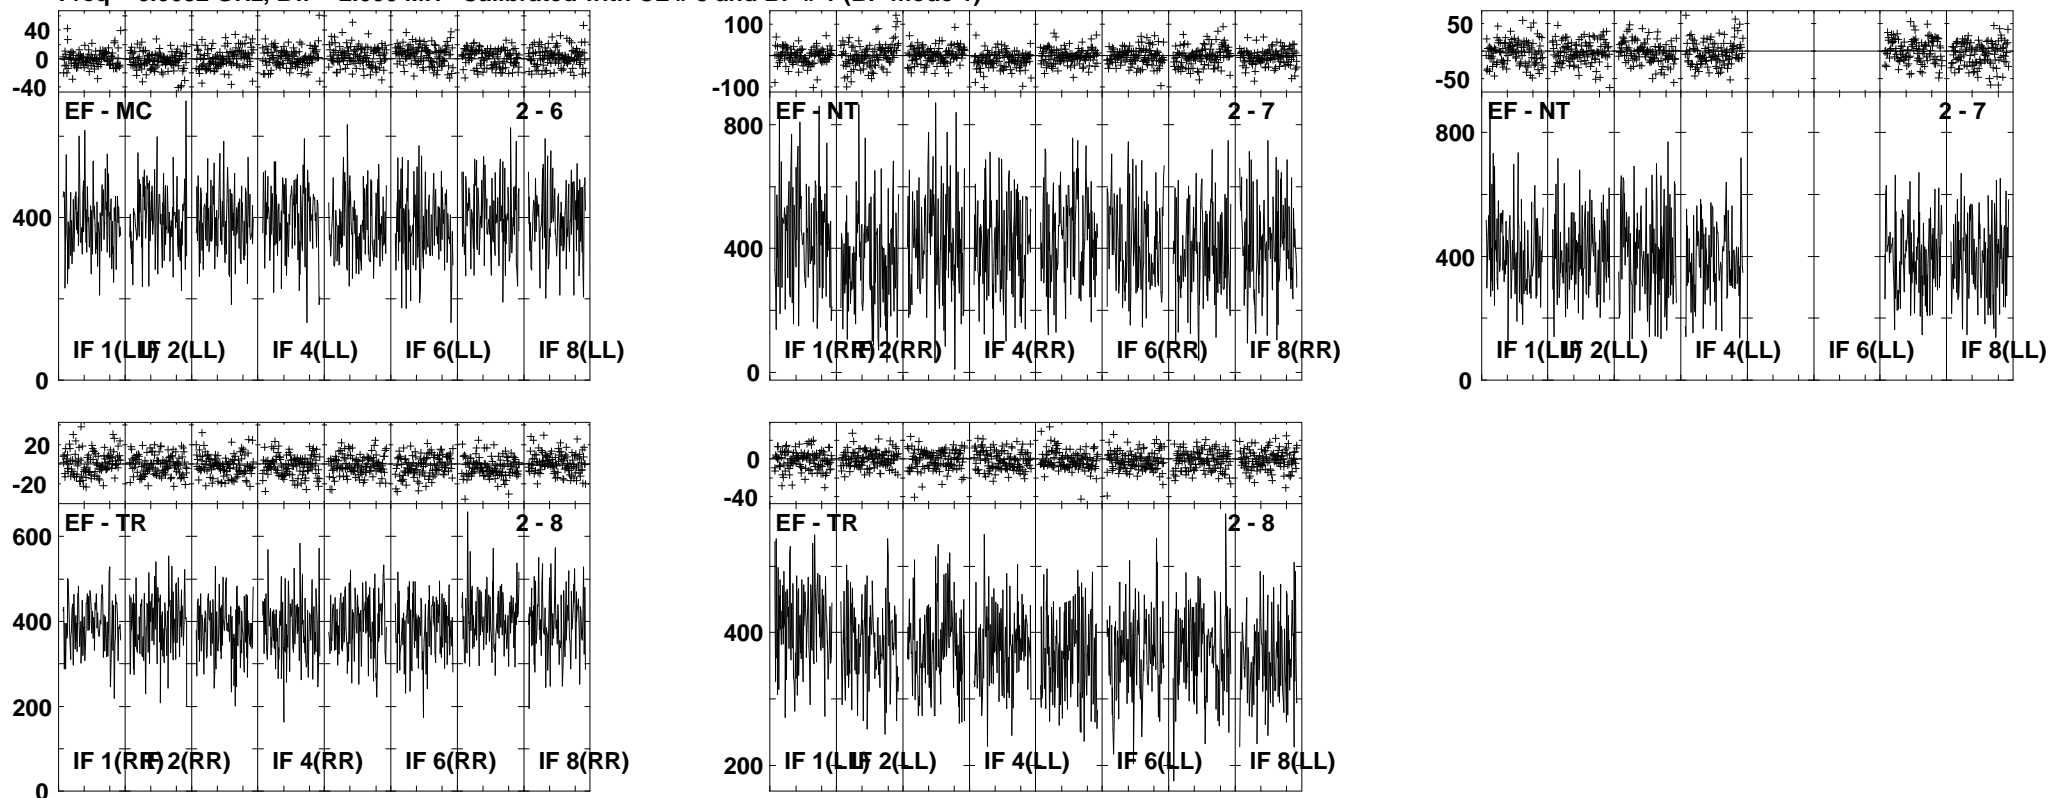 40
0
-40
EF - MC
2 - 6
400
0
IF 1(LL)
IF 2(LL)
IF 4(LL)
IF 6(LL)
IF 8(LL)
100
0
-100
EF - NT
2 - 7
800
400
0
IF 1(RR)
IF 2(RR)
IF 4(RR)
IF 6(RR)
IF 8(RR)
50
-50
EF - NT
2 - 7
800
400
0
IF 1(LL)
IF 2(LL)
IF 4(LL)
IF 6(LL)
IF 8(LL)
20
-20
EF - TR
2 - 8
600
400
200
0
IF 1(RR)
IF 2(RR)
IF 4(RR)
IF 6(RR)
IF 8(RR)
0
-40
EF - TR
2 - 8
400
200
IF 1(LL)
IF 2(LL)
IF 4(LL)
IF 6(LL)
IF 8(LL)